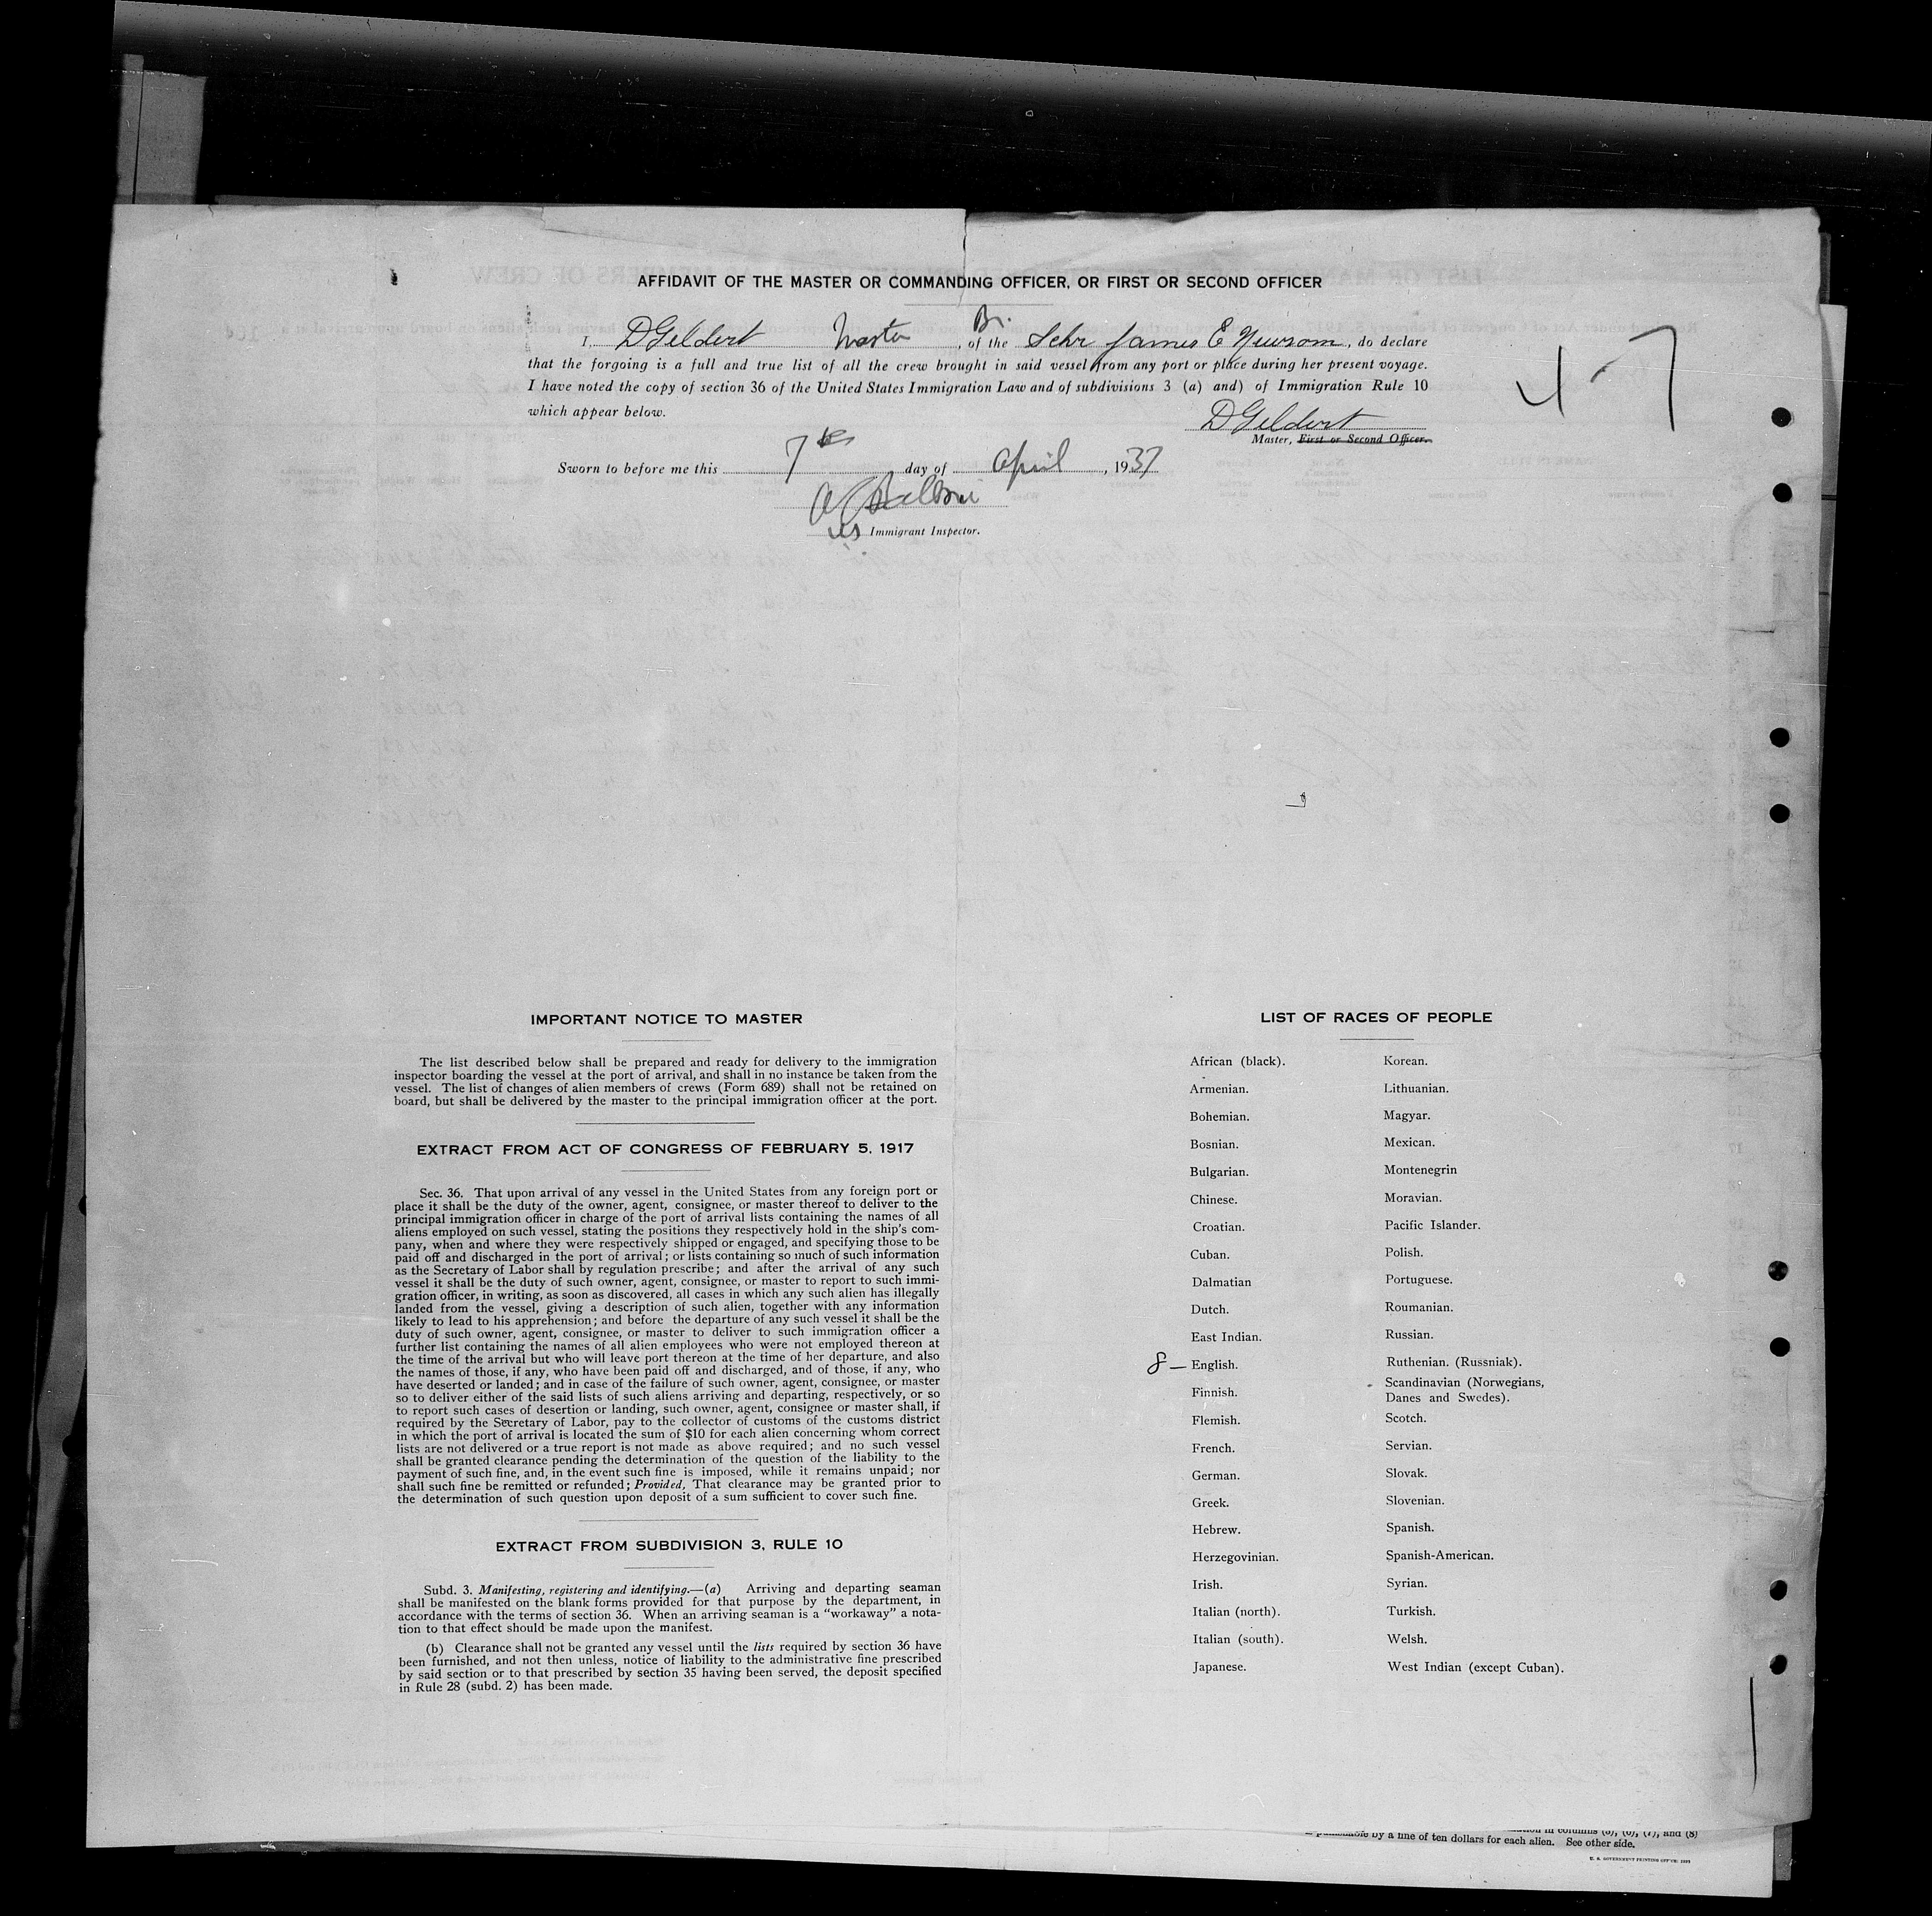 AFFIDAVIT OF THE MASTER OR COMMANDING OFFICER, OR FIRST OR SECOND OFFICER
Br.
I, D Geldert Master, of the Schr James E Newsom, do declare
that the forgoing is a full and true list of all the crew brought in said vessel from any port or place during her present voyage.
I have noted the copy of section 36 of the United States Immigration Law and of subdivisions 3 (a) and) of Immigration Rule 10
which appear below.
4-7
D Geldert
Master, First or Second Officer.
Sworn to before me this 7th day of April, 1937
US Immigrant Inspector.
IMPORTANT NOTICE TO MASTER
The list described below shall be prepared and ready for delivery to the immigration
inspector boarding the vessel at the port of arrival, and shall in no instance be taken from the
vessel. The list of changes of alien members of crews (Form 689) shall not be retained on
board, but shall be delivered by the master to the principal immigration officer at the port.
EXTRACT FROM ACT OF CONGRESS OF FEBRUARY 5, 1917
Sec. 36. That upon arrival of any vessel in the United States from any foreign port or
place it shall be the duty of the owner, agent, consignee, or master thereof to deliver to the
principal immigration officer in charge of the port of arrival lists containing the names of all
aliens employed on such vessel, stating the positions they respectively hold in the ship's com-
pany, when and where they were respectively shipped or engaged, and specifying those to be
paid off and discharged in the port of arrival; or lists containing so much of such information
as the Secretary of Labor shall by regulation prescribe; and after the arrival of any such
vessel it shall be the duty of such owner, agent, consignee, or master to report to such immi-
gration officer, in writing, as soon as discovered, all cases in which any such alien has illegally
landed from the vessel, giving a description of such alien, together with any information
likely to lead to his apprehension; and before the departure of any such vessel it shall be the
duty of such owner, agent, consignee, or master to deliver to such immigration officer a
further list containing the names of all alien employees who were not employed thereon at
the time of the arrival but who will leave port thereon at the time of her departure, and also
the names of those, if any, who have been paid off and discharged, and of those, if any, who
have deserted or landed; and in case of the failure of such owner, agent, consignee, or master
so to deliver either of the said lists of such aliens arriving and departing, respectively, or so
to report such cases of desertion or landing, such owner, agent, consignee or master shall, if
required by the Secretary of Labor, pay to the collector of customs of the customs district
in which the port of arrival is located the sum of $10 for each alien concerning whom correct
lists are not delivered or a true report is not made as above required; and no such vessel
shall be granted clearance pending the determination of the question of the liability to the
payment of such fine, and, in the event such fine is imposed, while it remains unpaid; nor
shall such fine be remitted or refunded; Provided, That clearance may be granted prior to
the determination of such question upon deposit of a sum sufficient to cover such fine.
EXTRACT FROM SUBDIVISION 3, RULE 10
Subd. 3. Manifesting, registering and identifying.—(a) Arriving and departing seaman
shall be manifested on the blank forms provided for that purpose by the department, in
accordance with the terms of section 36. When an arriving seaman is a "workaway" a nota-
tion to that effect should be made upon the manifest.
(b) Clearance shall not be granted any vessel until the lists required by section 36 have
been furnished, and not then unless, notice of liability to the administrative fine prescribed
by said section or to that prescribed by section 35 having been served, the deposit specified
in Rule 28 (subd. 2) has been made.
LIST OF RACES OF PEOPLE
African (black).
Armenian.
Bohemian.
Bosnian.
Bulgarian.
Chinese.
Croatian.
Cuban.
Dalmatian
Dutch.
East Indian.
8 — English.
Finnish.
Flemish.
French.
German.
Greek.
Hebrew.
Herzegovinian.
Irish.
Italian (north).
Italian (south).
Japanese.
Korean.
Lithuanian.
Magyar.
Mexican.
Montenegrin
Moravian.
Pacific Islander.
Polish.
Portuguese.
Roumanian.
Russian.
Ruthenian. (Russniak).
Scandinavian (Norwegians,
Danes and Swedes).
Scotch.
Servian.
Slovak.
Slovenian.
Spanish.
Spanish-American.
Syrian.
Turkish.
Welsh.
West Indian (except Cuban).
in columns (5), (6), (7), and (8)
by a fine of ten dollars for each alien. See other side.
U. S. GOVERNMENT PRINTING OFFICE: